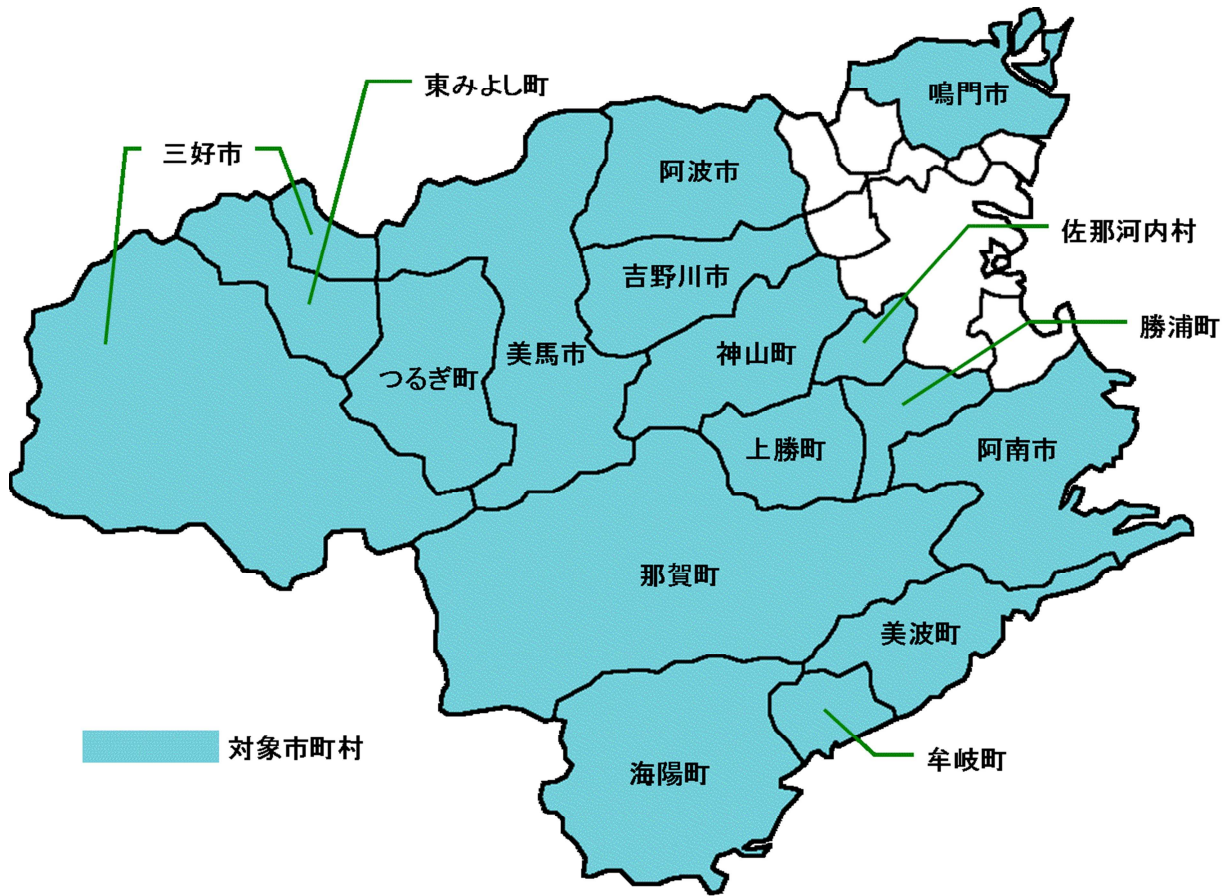 鳴門市
東みよし町
三好市
阿波市
佐那河内村
吉野川市
勝浦町
美馬市
神山町
つるぎ町
上勝町
阿南市
那賀町
美波町
対象市町村
牟岐町
海陽町